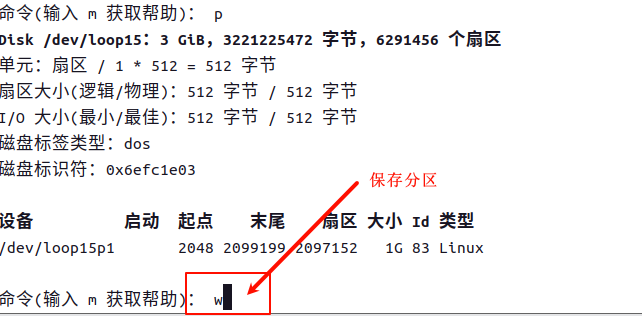 命令(输入 m 获取帮助)： p
Disk /dev/loop15：3 GiB，3221225472 字节，6291456 个扇区
单元：扇区 / 1 * 512 = 512 字节
扇区大小(逻辑/物理)：512 字节 / 512 字节
I/O 大小(最小/最佳)：512 字节 / 512 字节
磁盘标签类型：dos
磁盘标识符：0x6efc1e03
保存分区
设备 启动 起点 末尾 扇区 大小 Id 类型
/dev/loop15p1 2048 2099199 2097152 1G 83 Linux
命令(输入 m 获取帮助)： w